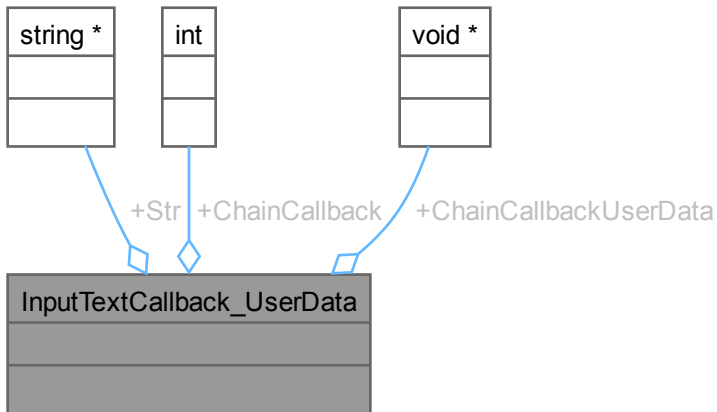 string *
int
void *
+Str
+ChainCallback
+ChainCallbackUserData
InputTextCallback_UserData